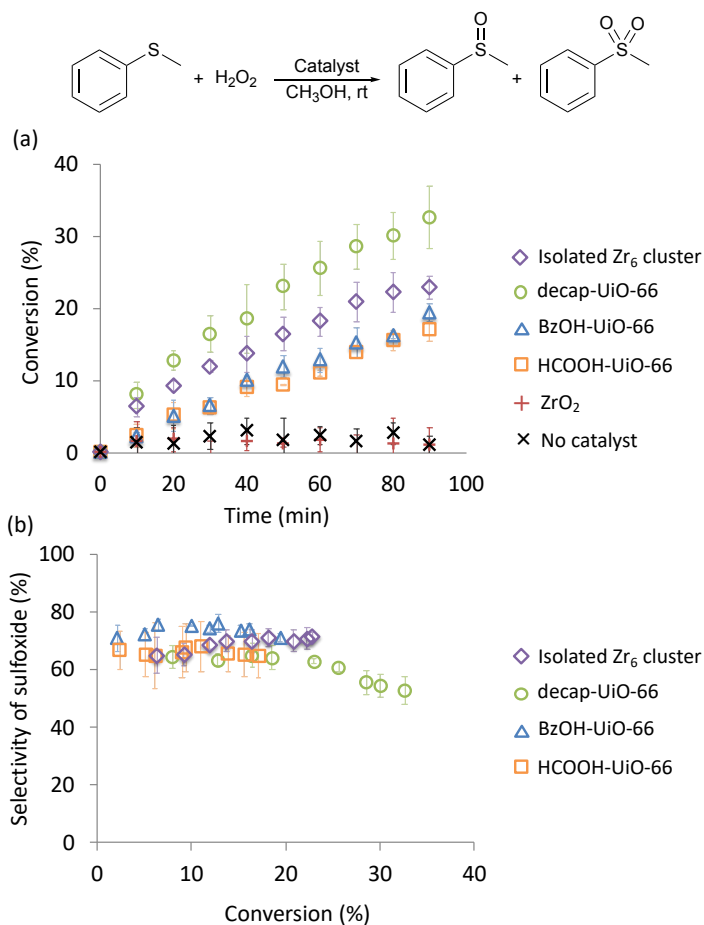 O
S
S
O
O
S
+ H₂O₂
Catalyst
CH₃OH, rt
+
(a)
Conversion (%)
40
30
20
10
0
0
20
40
60
80
100
Time (min)
Isolated Zr₆ cluster
decap-UiO-66
BzOH-UiO-66
HCOOH-UiO-66
ZrO₂
No catalyst
(b)
Selectivity of sulfoxide (%)
100
80
60
40
20
0
0
10
20
30
40
Conversion (%)
Isolated Zr₆ cluster
decap-UiO-66
BzOH-UiO-66
HCOOH-UiO-66